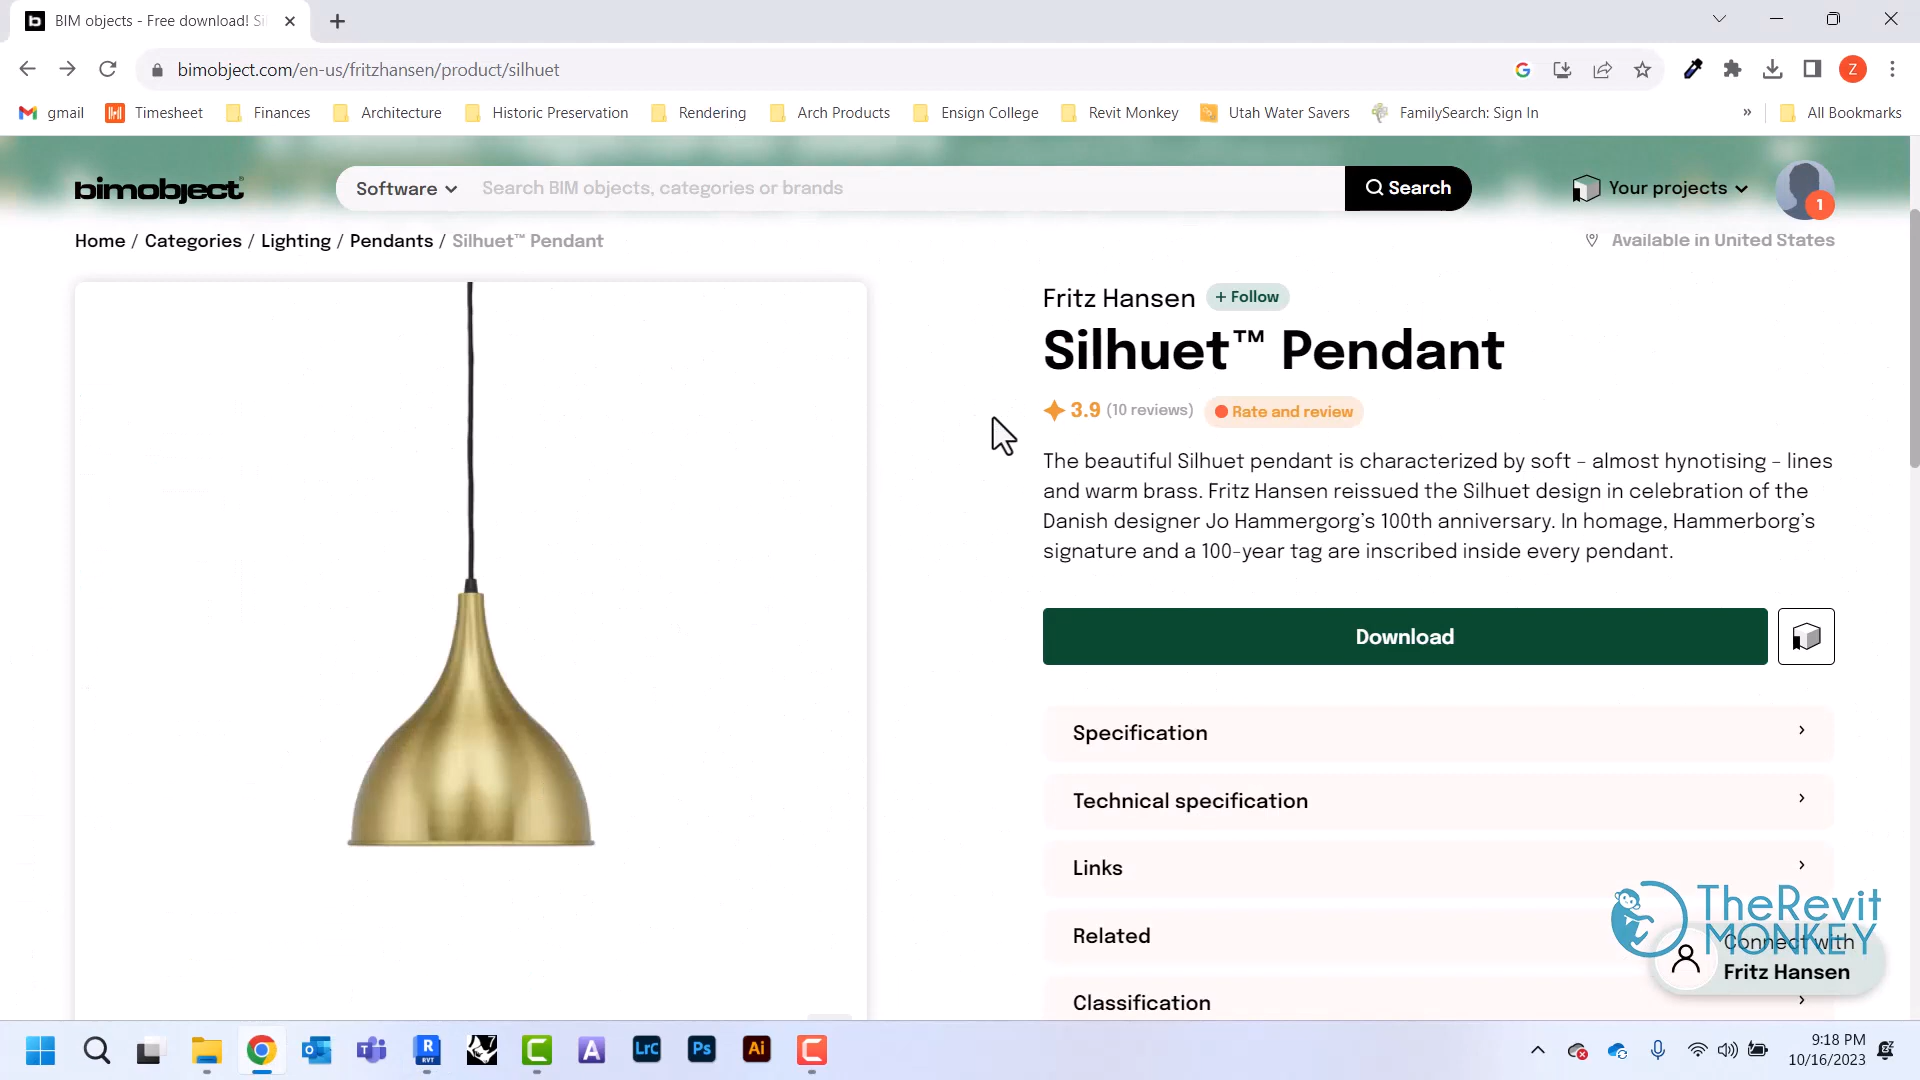 BIM objects - Free download! Si
bimobject.com/en-us/fritzhansen/product/silhuet
Z
gmail
Timesheet
Finances
Architecture
Historic Preservation
Rendering
Arch Products
Ensign College
Revit Monkey
Utah Water Savers
FamilySearch: Sign In
»
All Bookmarks
bimobject
Software
Search BIM objects, categories or brands
Search
Your projects
1
Home / Categories / Lighting / Pendants / Silhuet™ Pendant
Available in United States
Fritz Hansen
+ Follow
Silhuet™ Pendant
3.9 (10 reviews)
Rate and review
The beautiful Silhuet pendant is characterized by soft – almost hynotising – lines
and warm brass. Fritz Hansen reissued the Silhuet design in celebration of the
Danish designer Jo Hammergorg's 100th anniversary. In homage, Hammerborg's
signature and a 100-year tag are inscribed inside every pendant.
Download
Specification
Technical specification
Links
Related
Classification
TheRevit
MONKEY
Connect with
Fritz Hansen
RVT
7
A
LrC
Ps
Ai
9:18 PM
10/16/2023